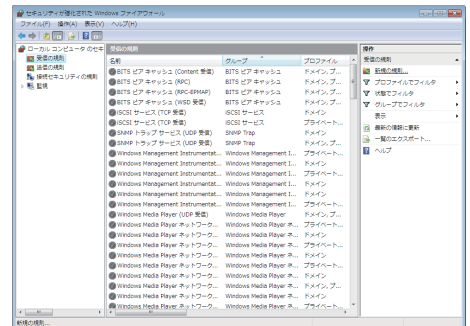 セキュリティが強化された Windows ファイアウォール
ファイル(F) 操作(A) 表示(V) ヘルプ(H)
ローカル コンピュータ のセキ
受信の規則
送信の規則
接続セキュリティの規則
監視
受信の規則
名前 グループ プロファイル
BITS ピア キャッシュ (Content 受信) BITS ピア キャッシュ ドメイン, プ...
BITS ピア キャッシュ (RPC) BITS ピア キャッシュ ドメイン, プ...
BITS ピア キャッシュ (RPC-EPMAP) BITS ピア キャッシュ ドメイン, プ...
BITS ピア キャッシュ (WSD 受信) BITS ピア キャッシュ ドメイン, プ...
iSCSI サービス (TCP 受信) iSCSI サービス ドメイン
iSCSI サービス (TCP 受信) iSCSI サービス プライベート...
SNMP トラップ サービス (UDP 受信) SNMP Trap ドメイン
SNMP トラップ サービス (UDP 受信) SNMP Trap ドメイン, プ...
Windows Management Instrumentat... Windows Management I... プライベート...
Windows Management Instrumentat... Windows Management I... ドメイン
Windows Management Instrumentat... Windows Management I... プライベート...
Windows Management Instrumentat... Windows Management I... ドメイン
Windows Management Instrumentat... Windows Management I... ドメイン
Windows Management Instrumentat... Windows Management I... プライベート...
Windows Media Player (UDP 受信) Windows Media Player ドメイン, プ...
Windows Media Player ネットワーク... Windows Media Player ネ... プライベート...
Windows Media Player ネットワーク... Windows Media Player ネ... ドメイン
Windows Media Player ネットワーク... Windows Media Player ネ... プライベート...
Windows Media Player ネットワーク... Windows Media Player ネ... ドメイン
Windows Media Player ネットワーク... Windows Media Player ネ... プライベート...
Windows Media Player ネットワーク... Windows Media Player ネ... ドメイン
Windows Media Player ネットワーク... Windows Media Player ネ... ドメイン, プ...
Windows Media Player ネットワーク... Windows Media Player ネ... ドメイン
Windows Media Player ネットワーク... Windows Media Player ネ... プライベート...
操作
受信の規則
新規の規則...
プロファイルでフィルタ
状態でフィルタ
グループでフィルタ
表示
最新の情報に更新
一覧のエクスポート...
ヘルプ
新規の規則...